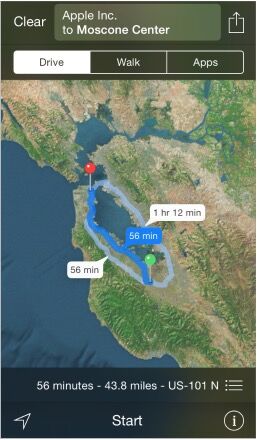 Clear
Apple Inc.
to Moscone Center
Drive
Walk
Apps
1 hr 12 min
56 min
56 min
56 minutes - 43.8 miles - US-101 N
Start